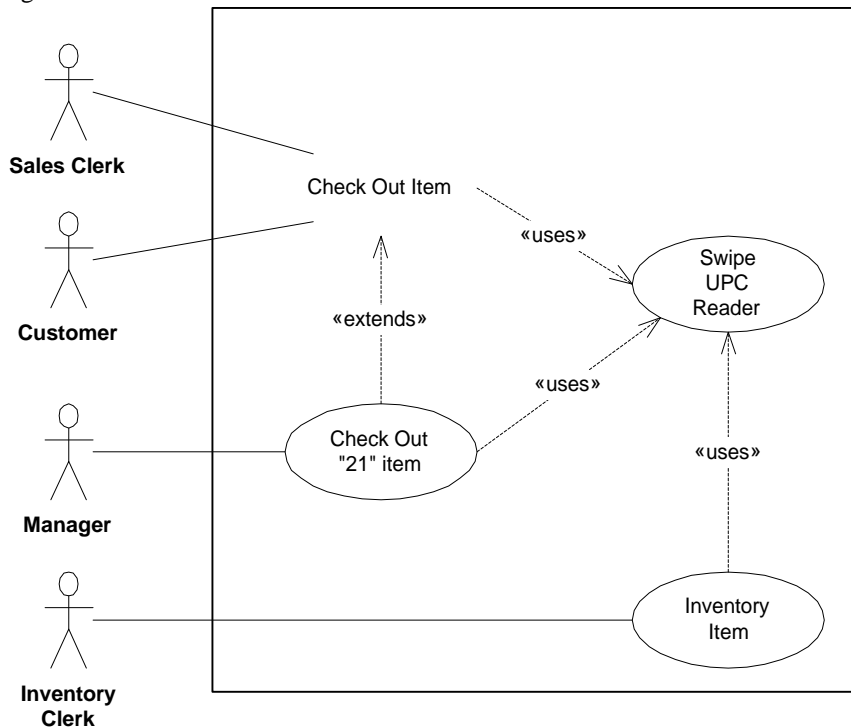 Sales Clerk
Check Out Item
«uses»
Swipe
UPC
Reader
Customer
«extends»
«uses»
Check Out
"21" item
«uses»
Manager
Inventory
Item
Inventory
Clerk